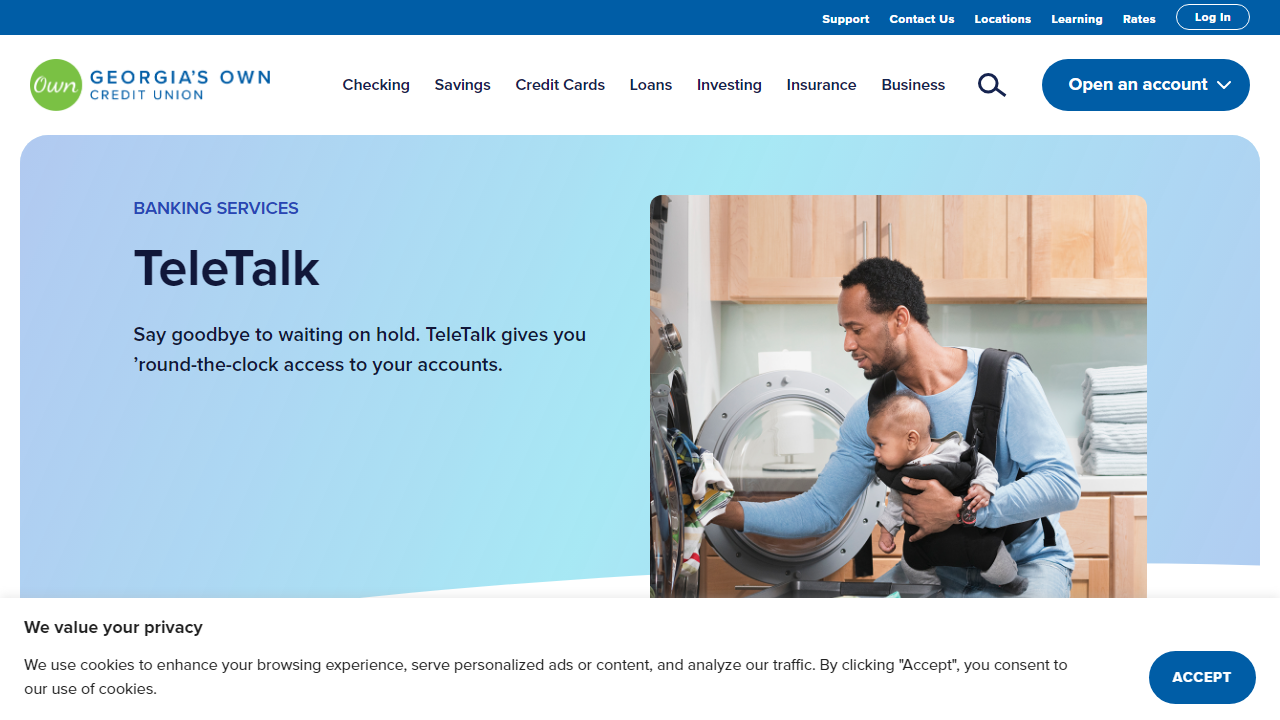 Support Contact Us Locations Learning Rates Log In
Own GEORGIA'S OWN
CREDIT UNION
Checking Savings Credit Cards Loans Investing Insurance Business Open an account
BANKING SERVICES
TeleTalk
Say goodbye to waiting on hold. TeleTalk gives you
’round-the-clock access to your accounts.
We value your privacy
We use cookies to enhance your browsing experience, serve personalized ads or content, and analyze our traffic. By clicking "Accept", you consent to
our use of cookies.
ACCEPT